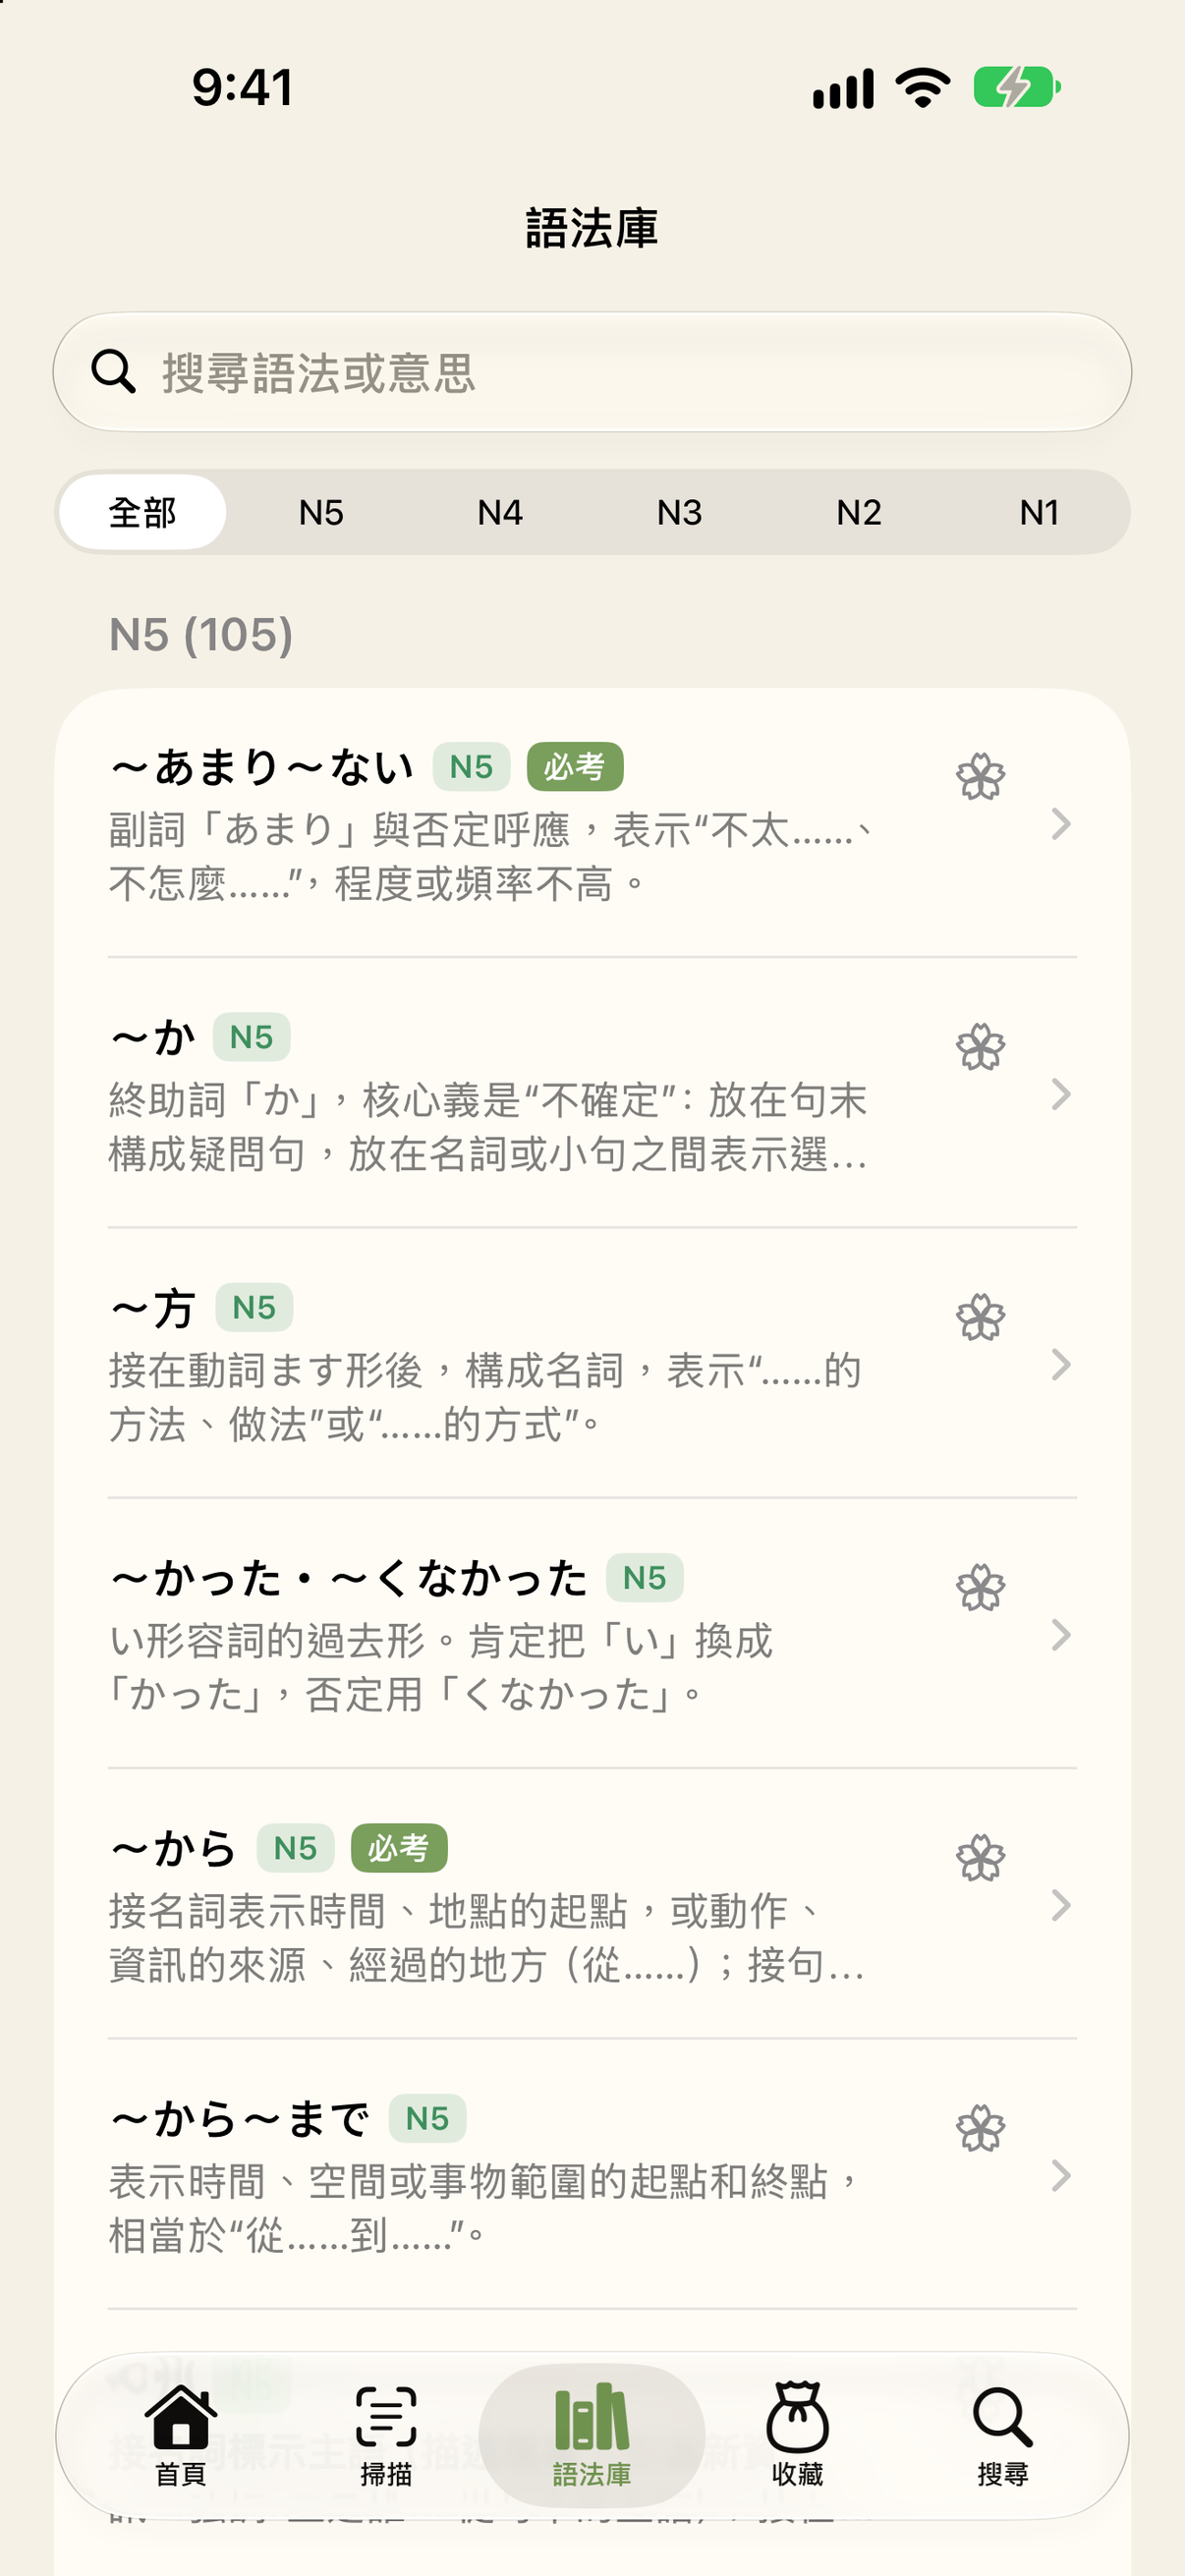 9:41
語法庫
搜尋語法或意思
全部 N5 N4 N3 N2 N1
N5 (105)
～あまり～ない N5 必考
副詞「あまり」與否定呼應，表示“不太……、
不怎麼……”，程度或頻率不高。
～か N5
終助詞「か」，核心義是“不確定”：放在句末
構成疑問句，放在名詞或小句之間表示選…
～方 N5
接在動詞ます形後，構成名詞，表示“……的
方法、做法”或“……的方式”。
～かった・～くなかった N5
い形容詞的過去形。肯定把「い」換成
「かった」，否定用「くなかった」。
～から N5 必考
接名詞表示時間、地點的起點，或動作、
資訊的來源、經過的地方（從……）；接句…
～から～まで N5
表示時間、空間或事物範圍的起點和終點，
相當於“從……到……”。
首頁 掃描 語法庫 收藏 搜尋